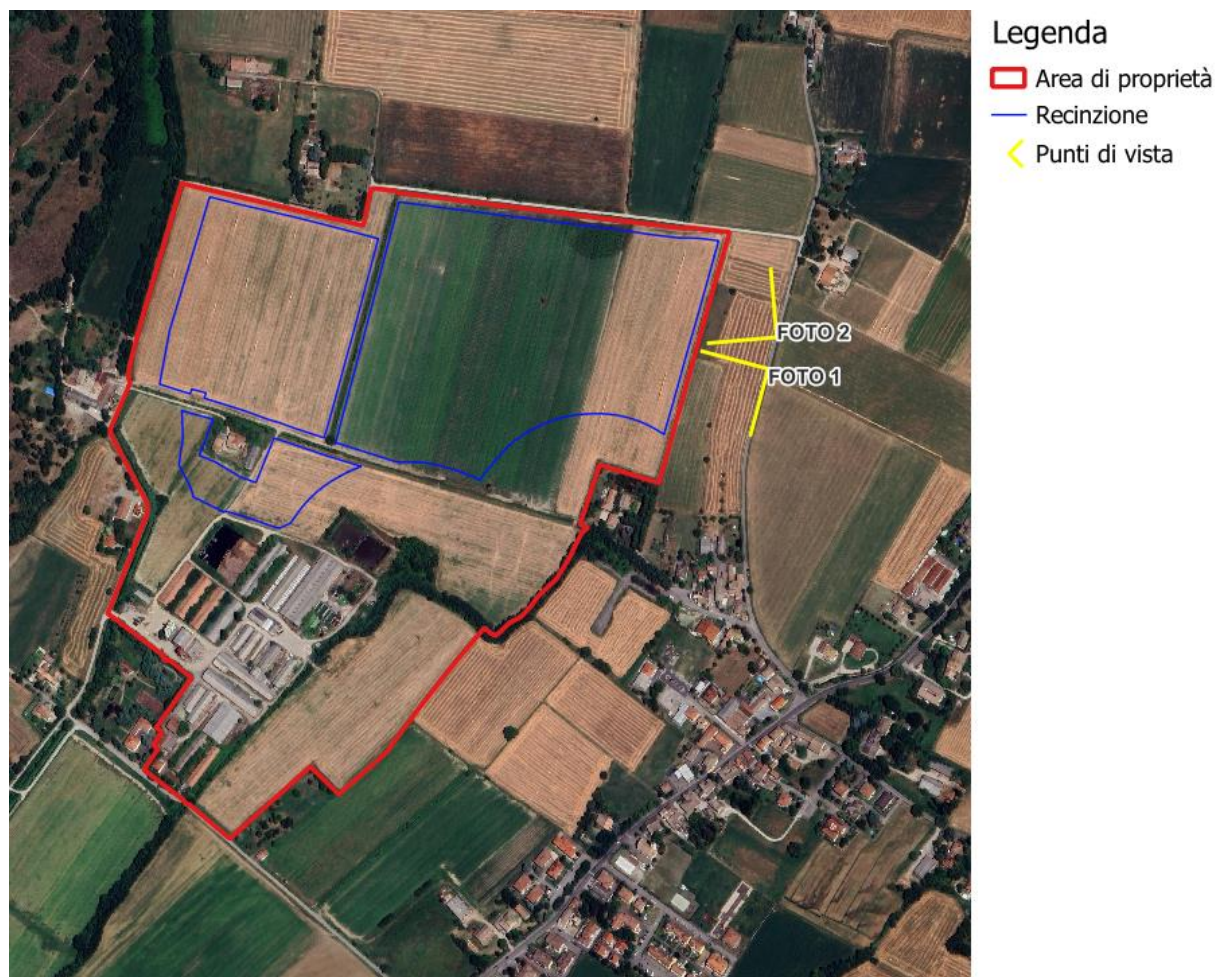 Legenda
Area di proprietà
Recinzione
Punti di vista
FOTO 2
FOTO 1